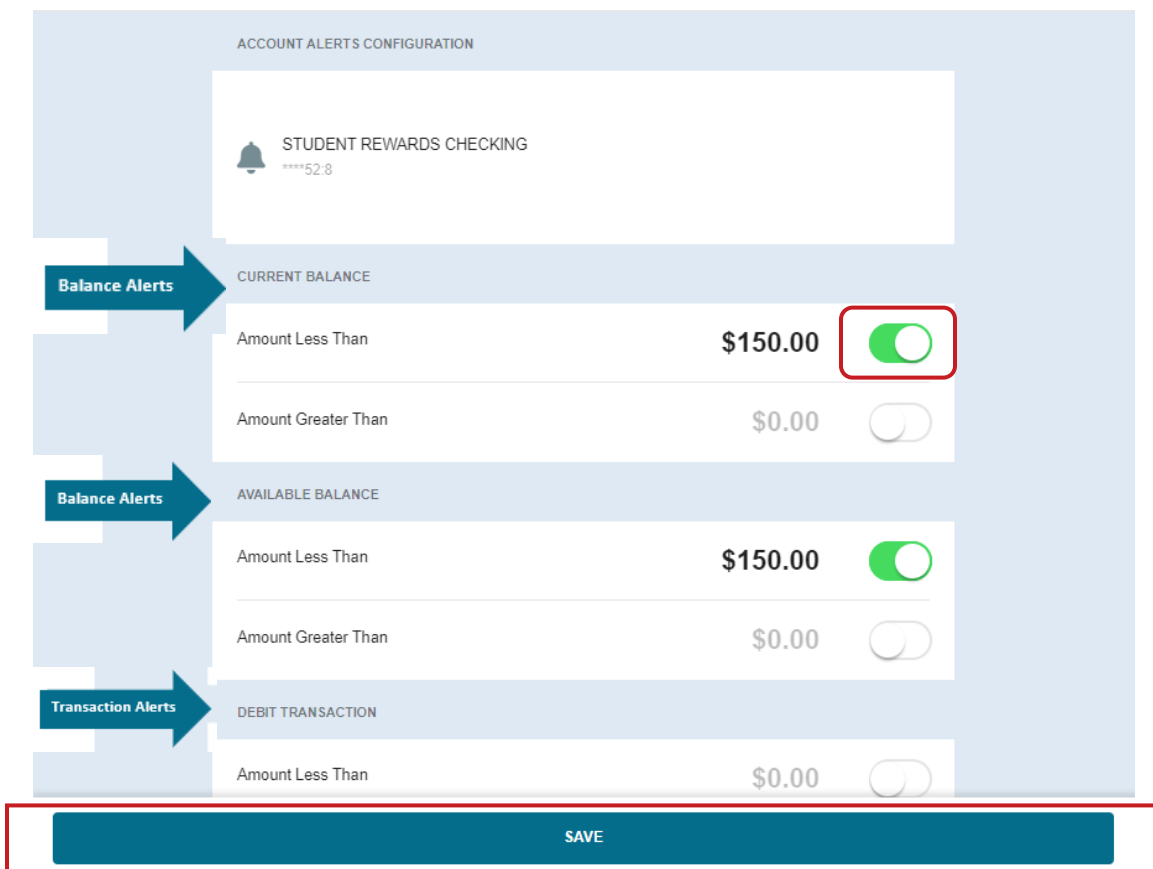 ACCOUNT ALERTS CONFIGURATION
STUDENT REWARDS CHECKING
****52:8
Balance Alerts
CURRENT BALANCE
Amount Less Than $150.00
Amount Greater Than $0.00
Balance Alerts
AVAILABLE BALANCE
Amount Less Than $150.00
Amount Greater Than $0.00
Transaction Alerts
DEBIT TRANSACTION
Amount Less Than $0.00
SAVE